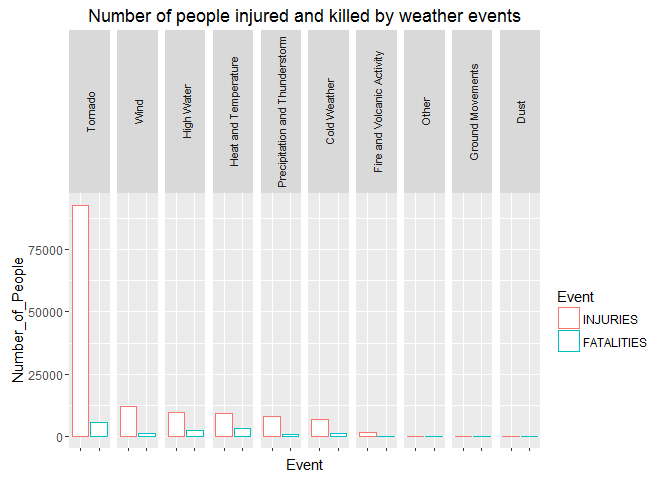 Number of people injured and killed by weather events
Tornado
Wind
High Water
Heat and Temperature
Precipitation and Thunderstorm
Cold Weather
Fire and Volcanic Activity
Other
Ground Movements
Dust
Number_of_People
75000
50000
25000
0
Event
Event
INJURIES
FATALITIES